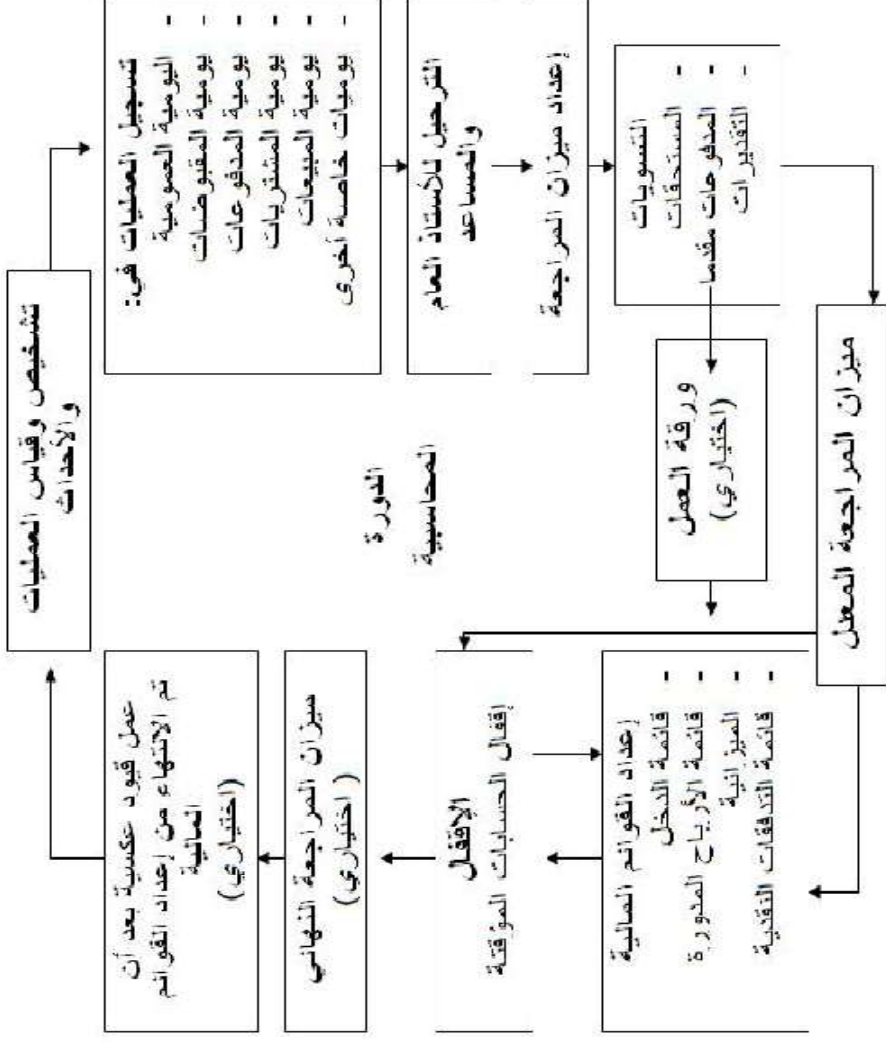 تشخيص وقياس العمليات
والأحداث
تسجيل العمليات في:
- اليومية العمومية
- يومية المقبوضات
- يومية المدفوعات
- يومية المشتريات
- يومية المبيعات
- يوميات خاصة أخرى
الترحيل للأستاذ العام
والمساعد
إعداد ميزان المراجعة
التسويات
- المستحقات
- المدفوعات مقدما
- التقديرات
ورقة العمل
(اختياري)
ميزان المراجعة المعدل
إعداد القوائم المالية
- قائمة الدخل
- قائمة الأرباح المدورة
- الميزانية
- قائمة التدفقات النقدية
الإقفال
إقفال الحسابات المؤقتة
ميزان المراجعة النهائي
(اختياري)
عمل قيود عكسية بعد أن
تم الانتهاء من إعداد القوائم
المالية
(اختياري)
الدورة
المحاسبية